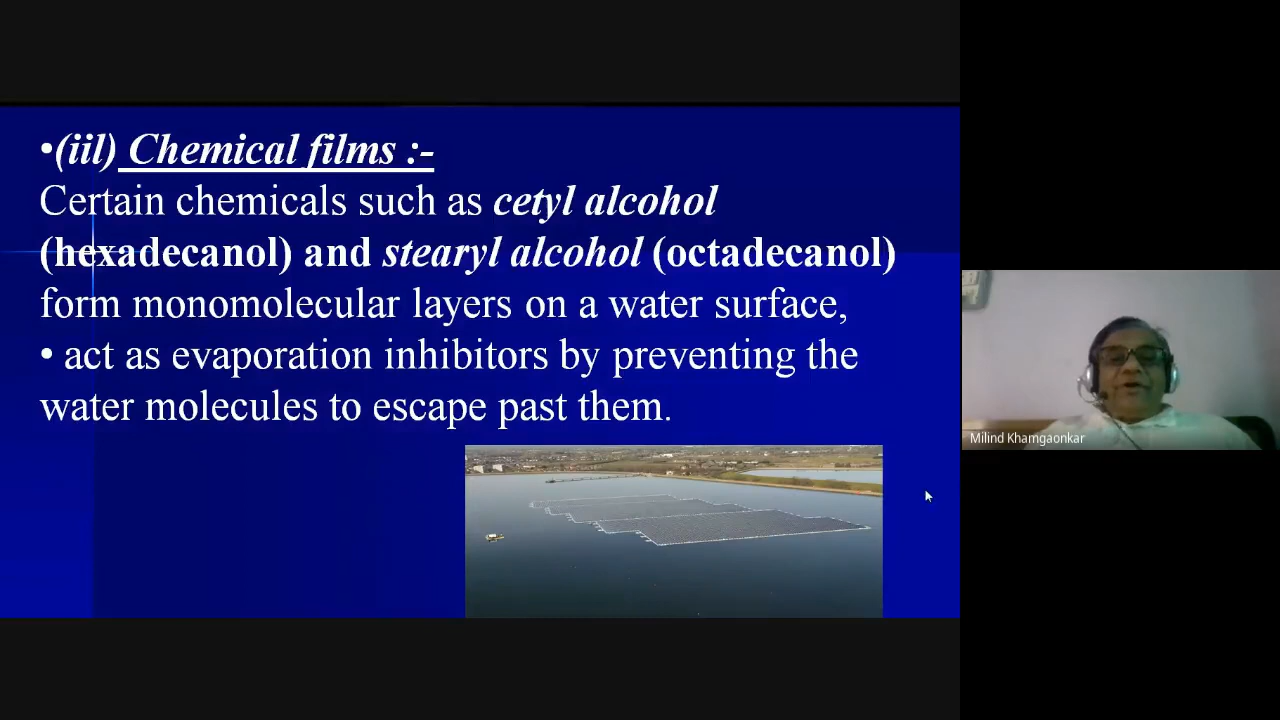 •(iil) Chemical films :-
Certain chemicals such as cetyl alcohol
(hexadecanol) and stearyl alcohol (octadecanol)
form monomolecular layers on a water surface,
• act as evaporation inhibitors by preventing the
water molecules to escape past them.
Milind Khamgaonkar